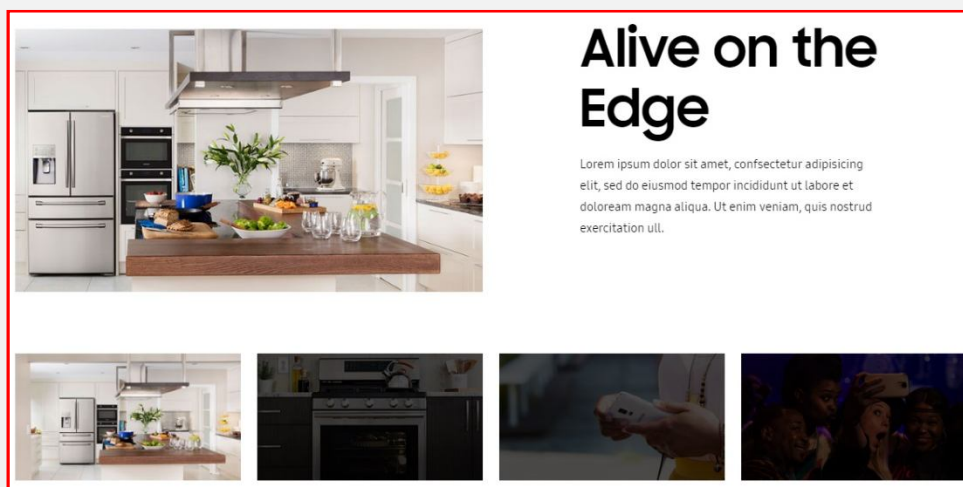 Alive on the
Edge
Lorem ipsum dolor sit amet, confsectetur adipisicing
elit, sed do eiusmod tempor incididunt ut labore et
doloream magna aliqua. Ut enim veniam, quis nostrud
exercitation ull.